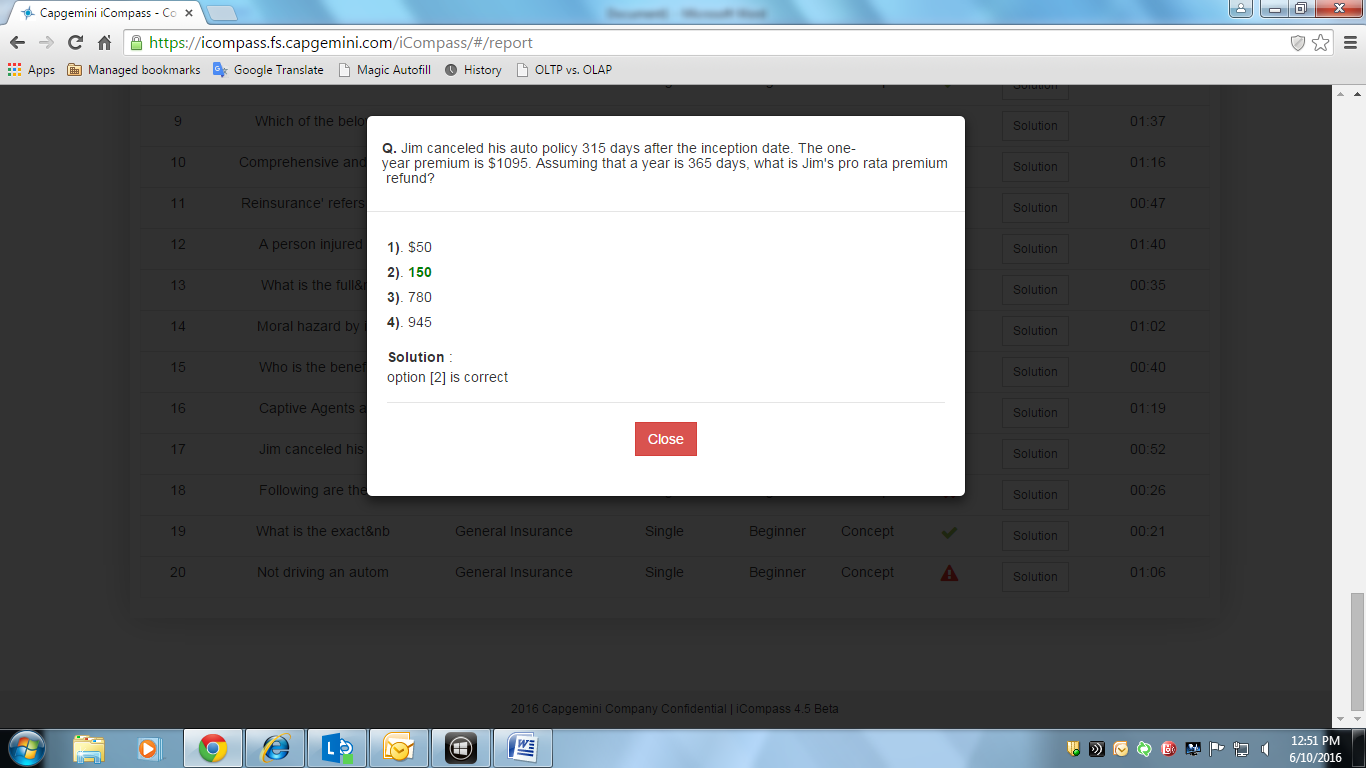 Capgemini iCompass - Co
https://icompass.fs.capgemini.com/iCompass/#/report
Apps Managed bookmarks Google Translate Magic Autofill History OLTP vs. OLAP
Solution
9 Which of the belo Solution 01:37
10 Comprehensive and Solution 01:16
11 Reinsurance' refers Solution 00:47
12 A person injured Solution 01:40
13 What is the full&n Solution 00:35
14 Moral hazard by Solution 01:02
15 Who is the benef Solution 00:40
16 Captive Agents a Solution 01:19
17 Jim canceled his Solution 00:52
18 Following are the Solution 00:26
19 What is the exact&nb General Insurance Single Beginner Concept Solution 00:21
20 Not driving an autom General Insurance Single Beginner Concept Solution 01:06
Q. Jim canceled his auto policy 315 days after the inception date. The one-
year premium is $1095. Assuming that a year is 365 days, what is Jim's pro rata premium
refund?
1). $50
2). 150
3). 780
4). 945
Solution :
option [2] is correct
Close
2016 Capgemini Company Confidential | iCompass 4.5 Beta
12:51 PM
6/10/2016